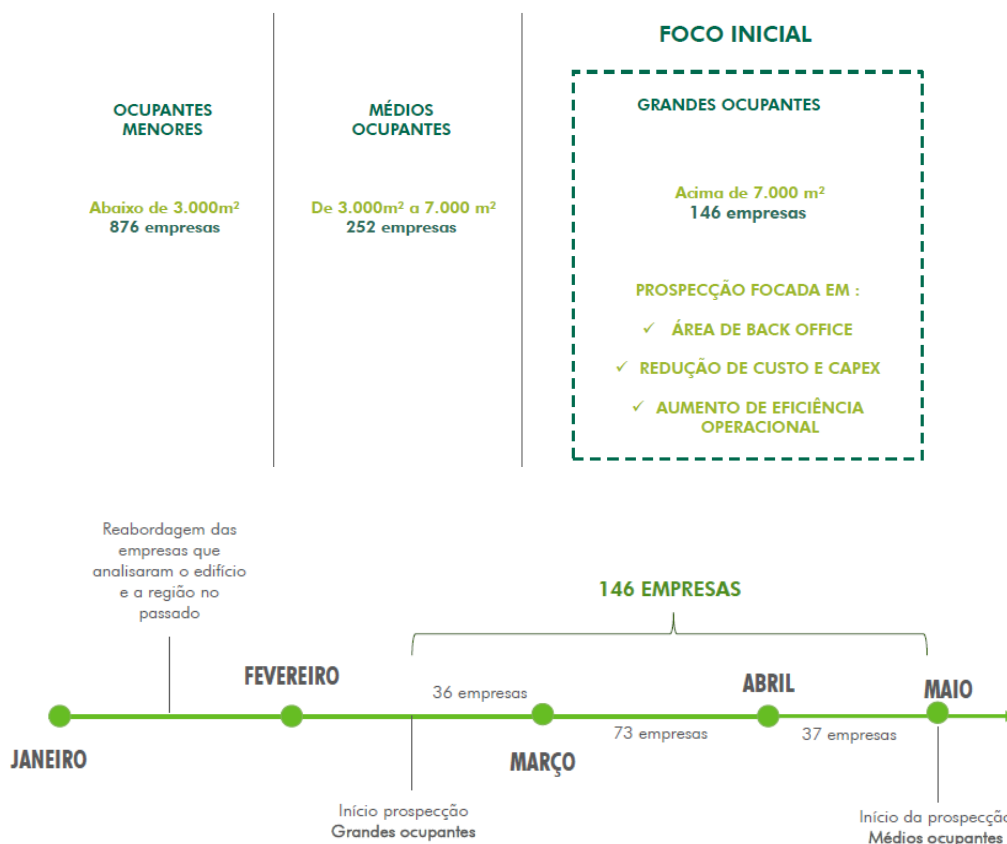 FOCO INICIAL
OCUPANTES
MENORES
Abaixo de 3.000m²
876 empresas
MÉDIOS
OCUPANTES
De 3.000m² a 7.000 m²
252 empresas
GRANDES OCUPANTES
Acima de 7.000 m²
146 empresas
PROSPECÇÃO FOCADA EM :
✓ ÁREA DE BACK OFFICE
✓ REDUÇÃO DE CUSTO E CAPEX
✓ AUMENTO DE EFICIÊNCIA
OPERACIONAL
Reabordagem das
empresas que
analisaram o edifício
e a região no
passado
146 EMPRESAS
JANEIRO
FEVEREIRO
36 empresas
MARÇO
73 empresas
ABRIL
37 empresas
MAIO
Início prospecção
Grandes ocupantes
Início da prospecção
Médios ocupantes